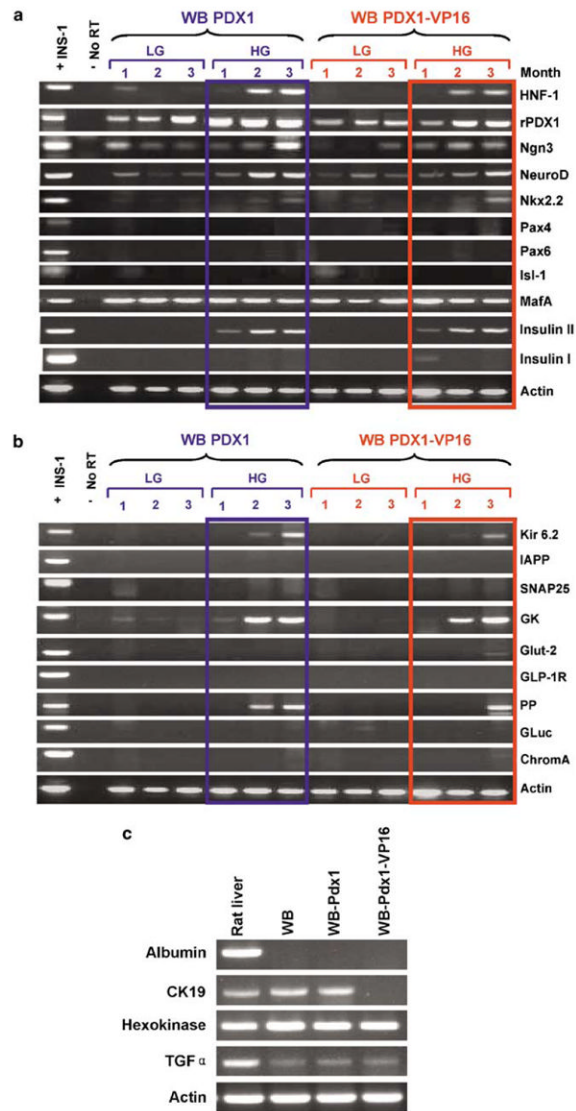 a
WB PDX1 WB PDX1-VP16
+ INS-1
- No RT
LG HG LG HG
1 2 3 1 2 3 1 2 3 1 2 3 Month
HNF-1
rPDX1
Ngn3
NeuroD
Nkx2.2
Pax4
Pax6
Isl-1
MafA
Insulin II
Insulin I
Actin
b
WB PDX1 WB PDX1-VP16
+ INS-1
- No RT
LG HG LG HG
1 2 3 1 2 3 1 2 3 1 2 3
Kir 6.2
IAPP
SNAP25
GK
Glut-2
GLP-1R
PP
GLuc
ChromA
Actin
c
Rat liver
WB
WB-Pdx1
WB-Pdx1-VP16
Albumin
CK19
Hexokinase
TGF α
Actin